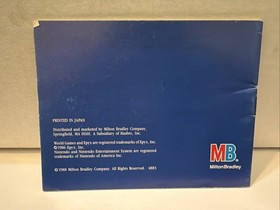 PRINTED IN JAPAN
Distributed and marketed by Milton Bradley Company,
Springfield, MA 01101. A Subsidiary of Hasbro, Inc.
World Games and Epyx are registered trademarks of Epyx, Inc.
©1986 Epyx, Inc.
Nintendo and Nintendo Entertainment System are registered
trademarks of Nintendo of America Inc.
©1988 Milton Bradley Company. All Rights Reserved.
MB
Milton Bradley